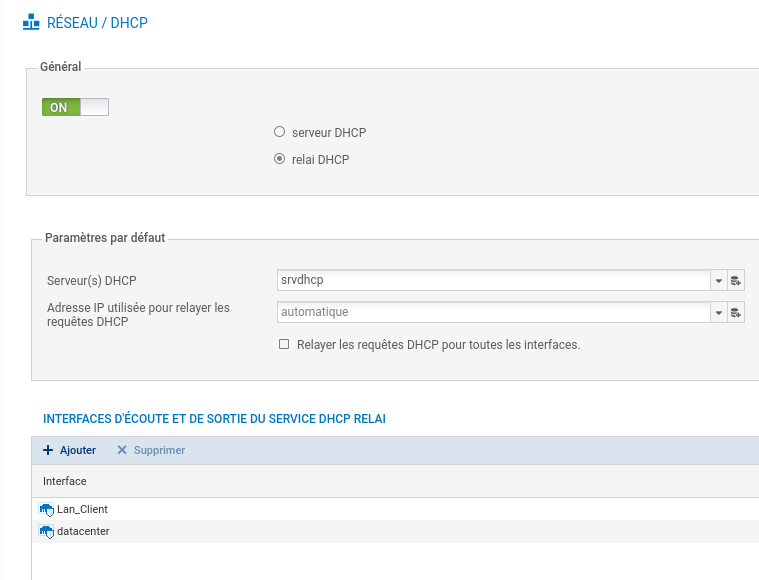 RÉSEAU / DHCP
Général
ON
serveur DHCP
relai DHCP
Paramètres par défaut
Serveur(s) DHCP
srvdhcp
Adresse IP utilisée pour relayer les
requêtes DHCP
automatique
Relayer les requêtes DHCP pour toutes les interfaces.
INTERFACES D'ÉCOUTE ET DE SORTIE DU SERVICE DHCP RELAI
Ajouter Supprimer
Interface
Lan_Client
datacenter